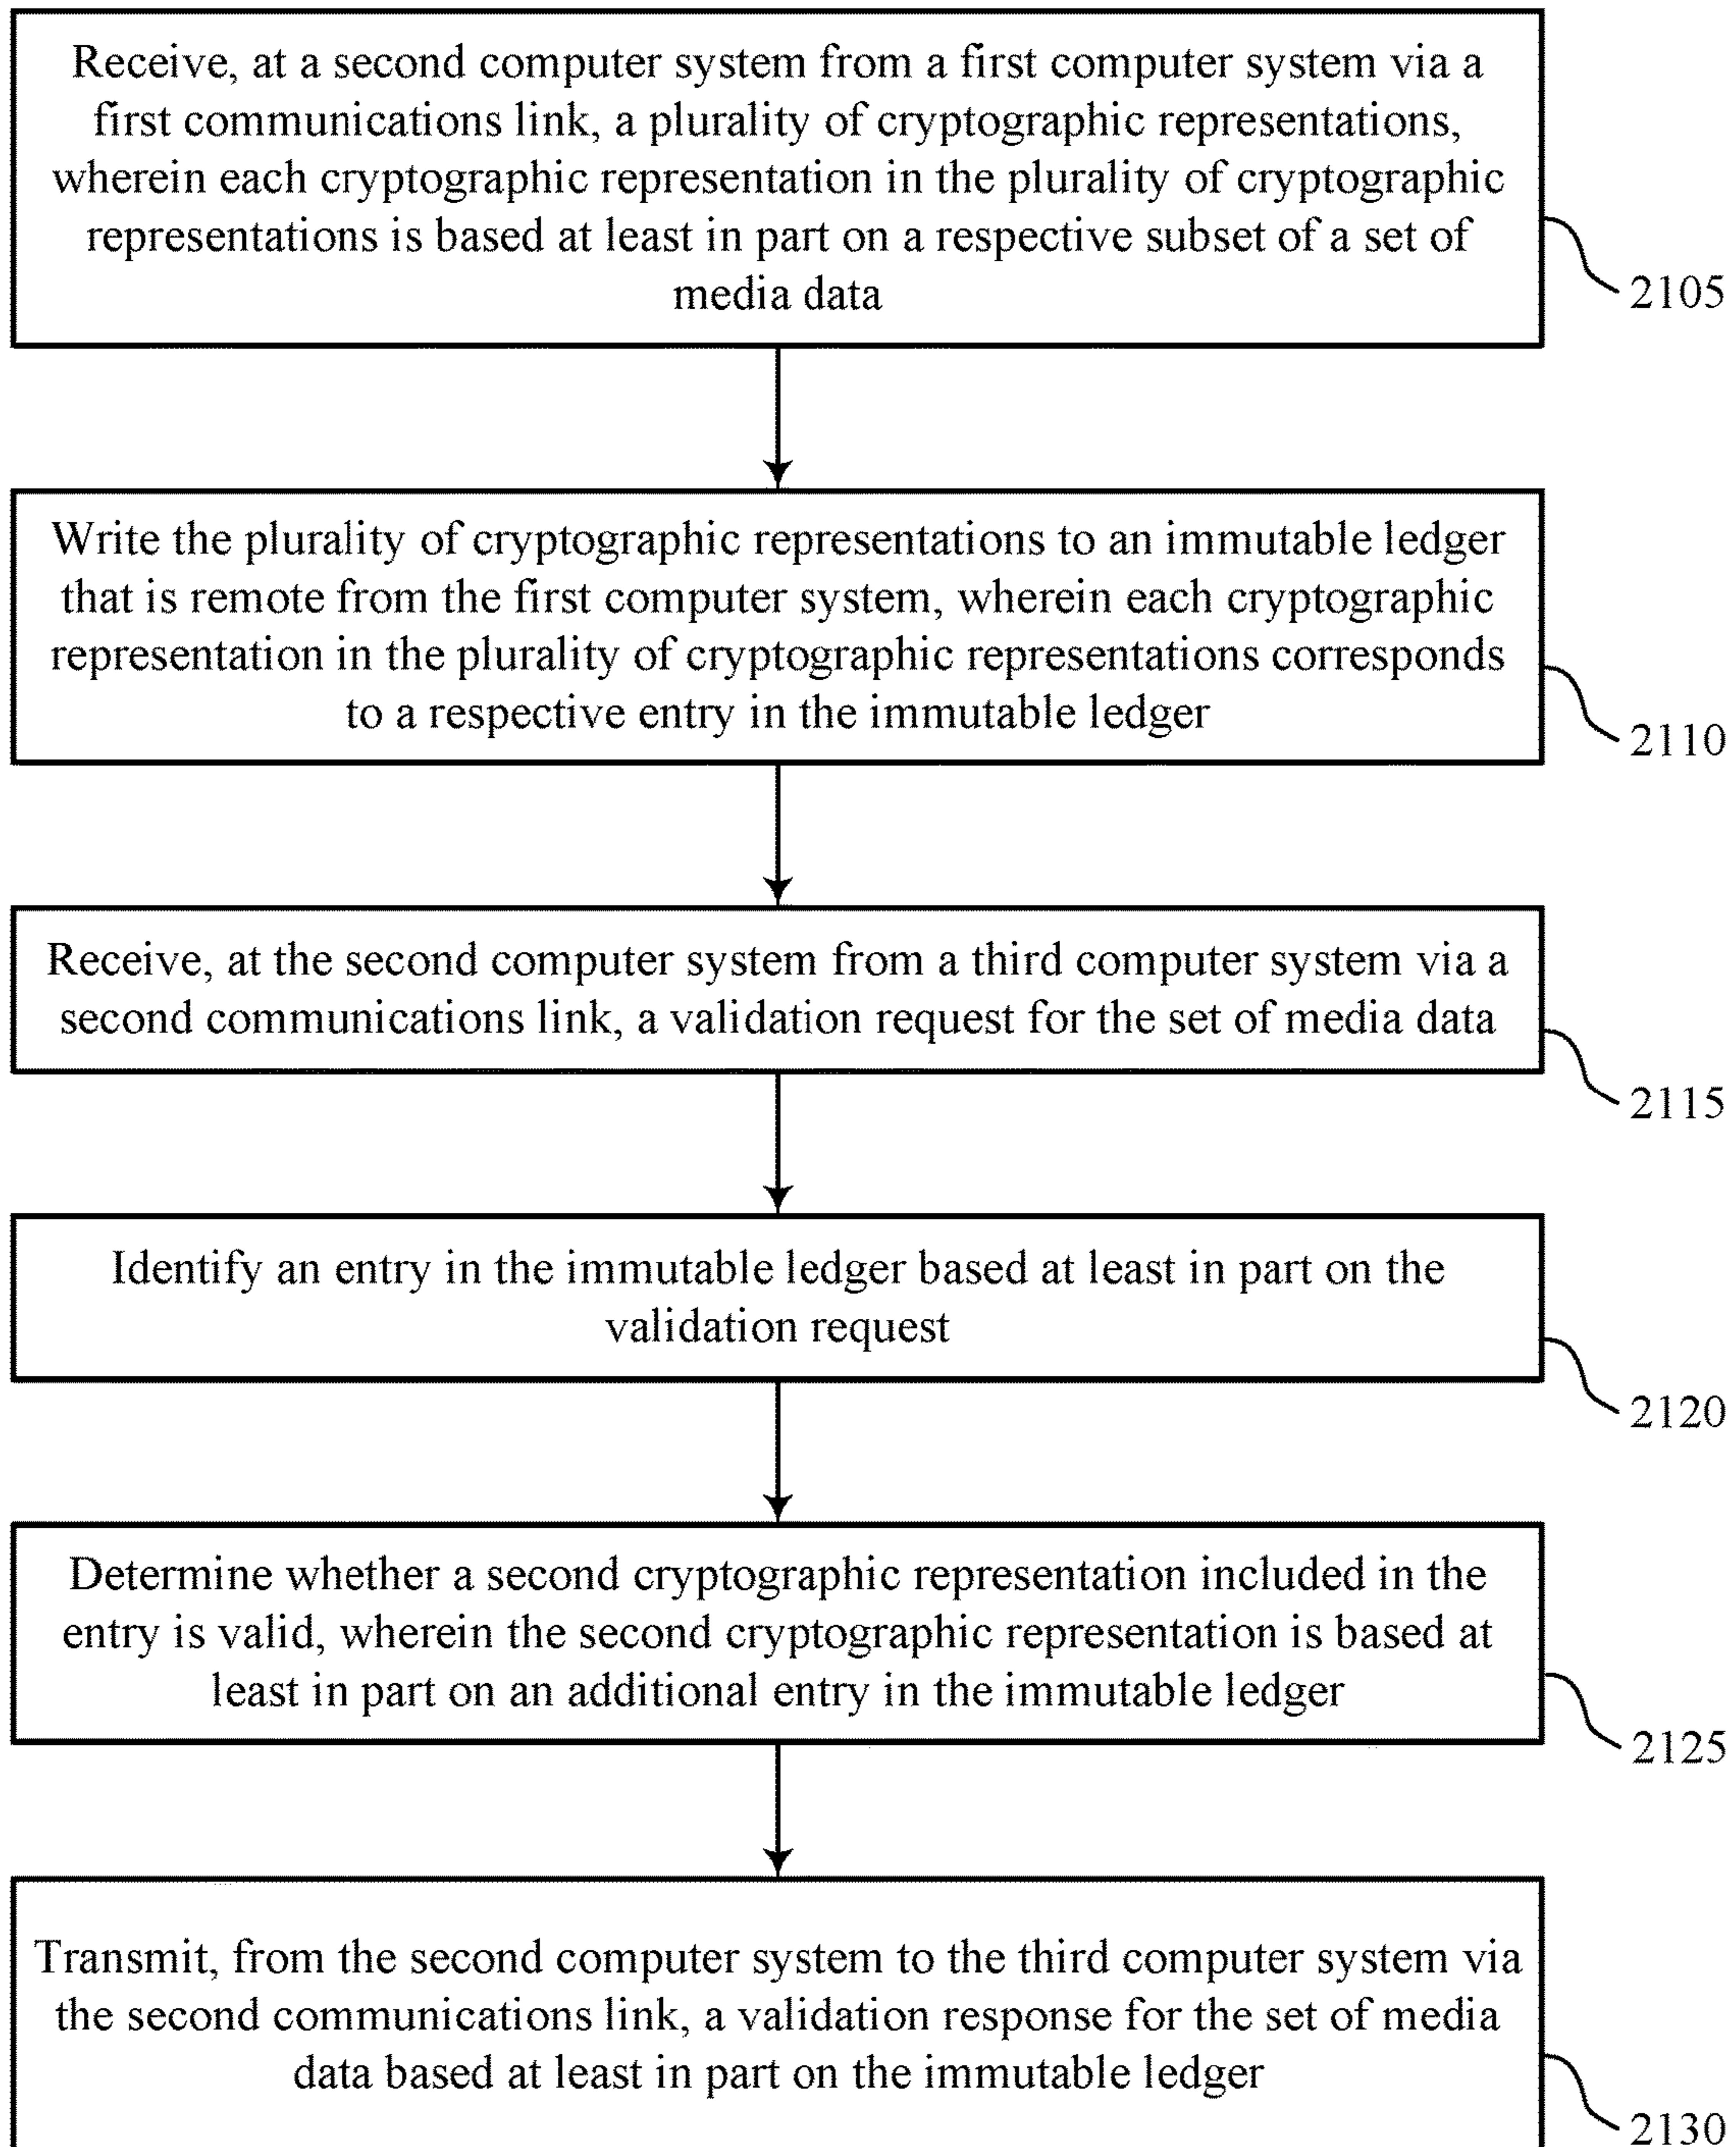 Receive, at a second computer system from a first computer system via a
first communications link, a plurality of cryptographic representations,
wherein each cryptographic representation in the plurality of cryptographic
representations is based at least in part on a respective subset of a set of
media data
2105
Write the plurality of cryptographic representations to an immutable ledger
that is remote from the first computer system, wherein each cryptographic
representation in the plurality of cryptographic representations corresponds
to a respective entry in the immutable ledger
2110
Receive, at the second computer system from a third computer system via a
second communications link, a validation request for the set of media data
2115
Identify an entry in the immutable ledger based at least in part on the
validation request
2120
Determine whether a second cryptographic representation included in the
entry is valid, wherein the second cryptographic representation is based at
least in part on an additional entry in the immutable ledger
2125
Transmit, from the second computer system to the third computer system via
the second communications link, a validation response for the set of media
data based at least in part on the immutable ledger
2130